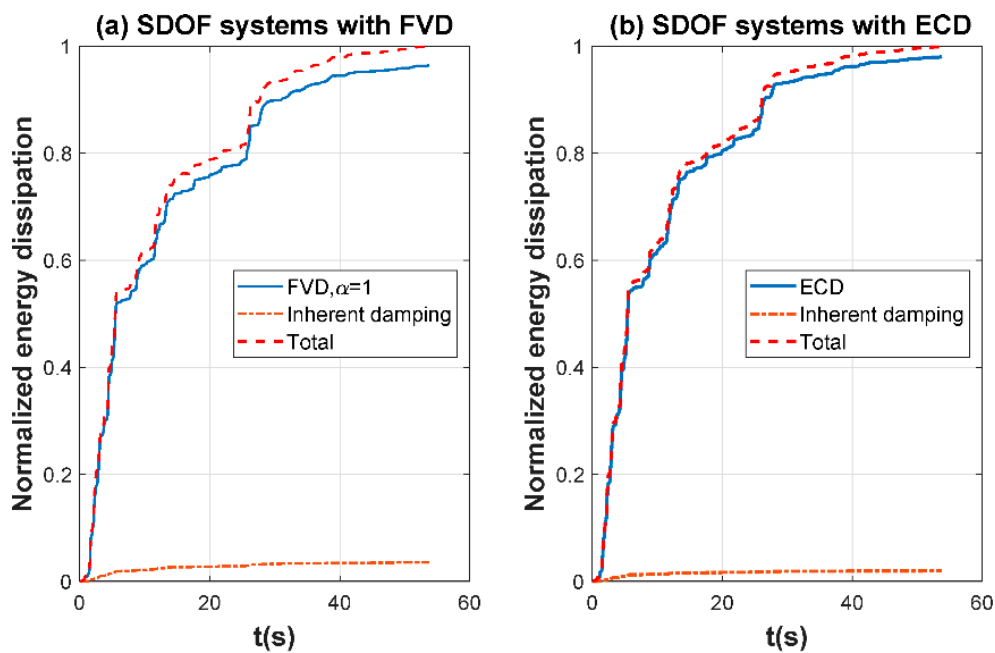 (a) SDOF systems with FVD
Normalized energy dissipation
1
0.8
0.6
0.4
0.2
0
FVD,α=1
Inherent damping
Total
0
20
40
60
t(s)
(b) SDOF systems with ECD
Normalized energy dissipation
1
0.8
0.6
0.4
0.2
0
ECD
Inherent damping
Total
0
20
40
60
t(s)